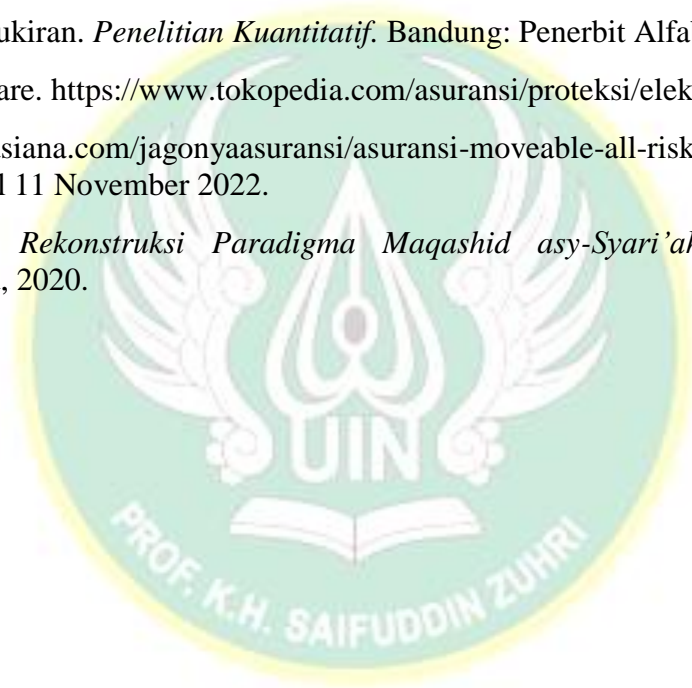 ukiran. Penelitian Kuantitatif. Bandung: Penerbit Alfa
are. https://www.tokopedia.com/asuransi/proteksi/elek
siana.com/jagonyaasuransi/asuransi-moveable-all-risk
11 November 2022.
Rekonstruksi Paradigma Maqashid asy-Syari’ah
, 2020.
UIN
PROF. K.H. SAIFUDDIN ZUHRI